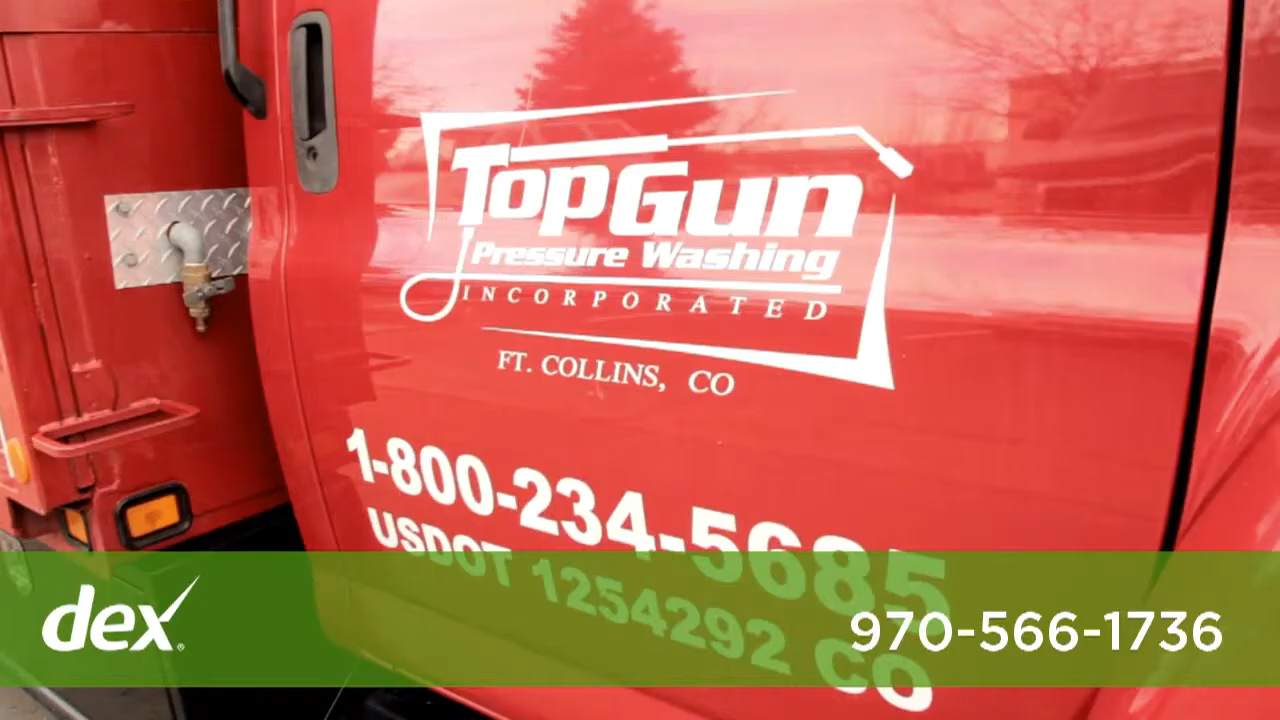 TopGun
Pressure Washing
INCORPORATED
FT. COLLINS, CO
1-800-234-5685
USDOT 1254292 CO
dex®
970-566-1736